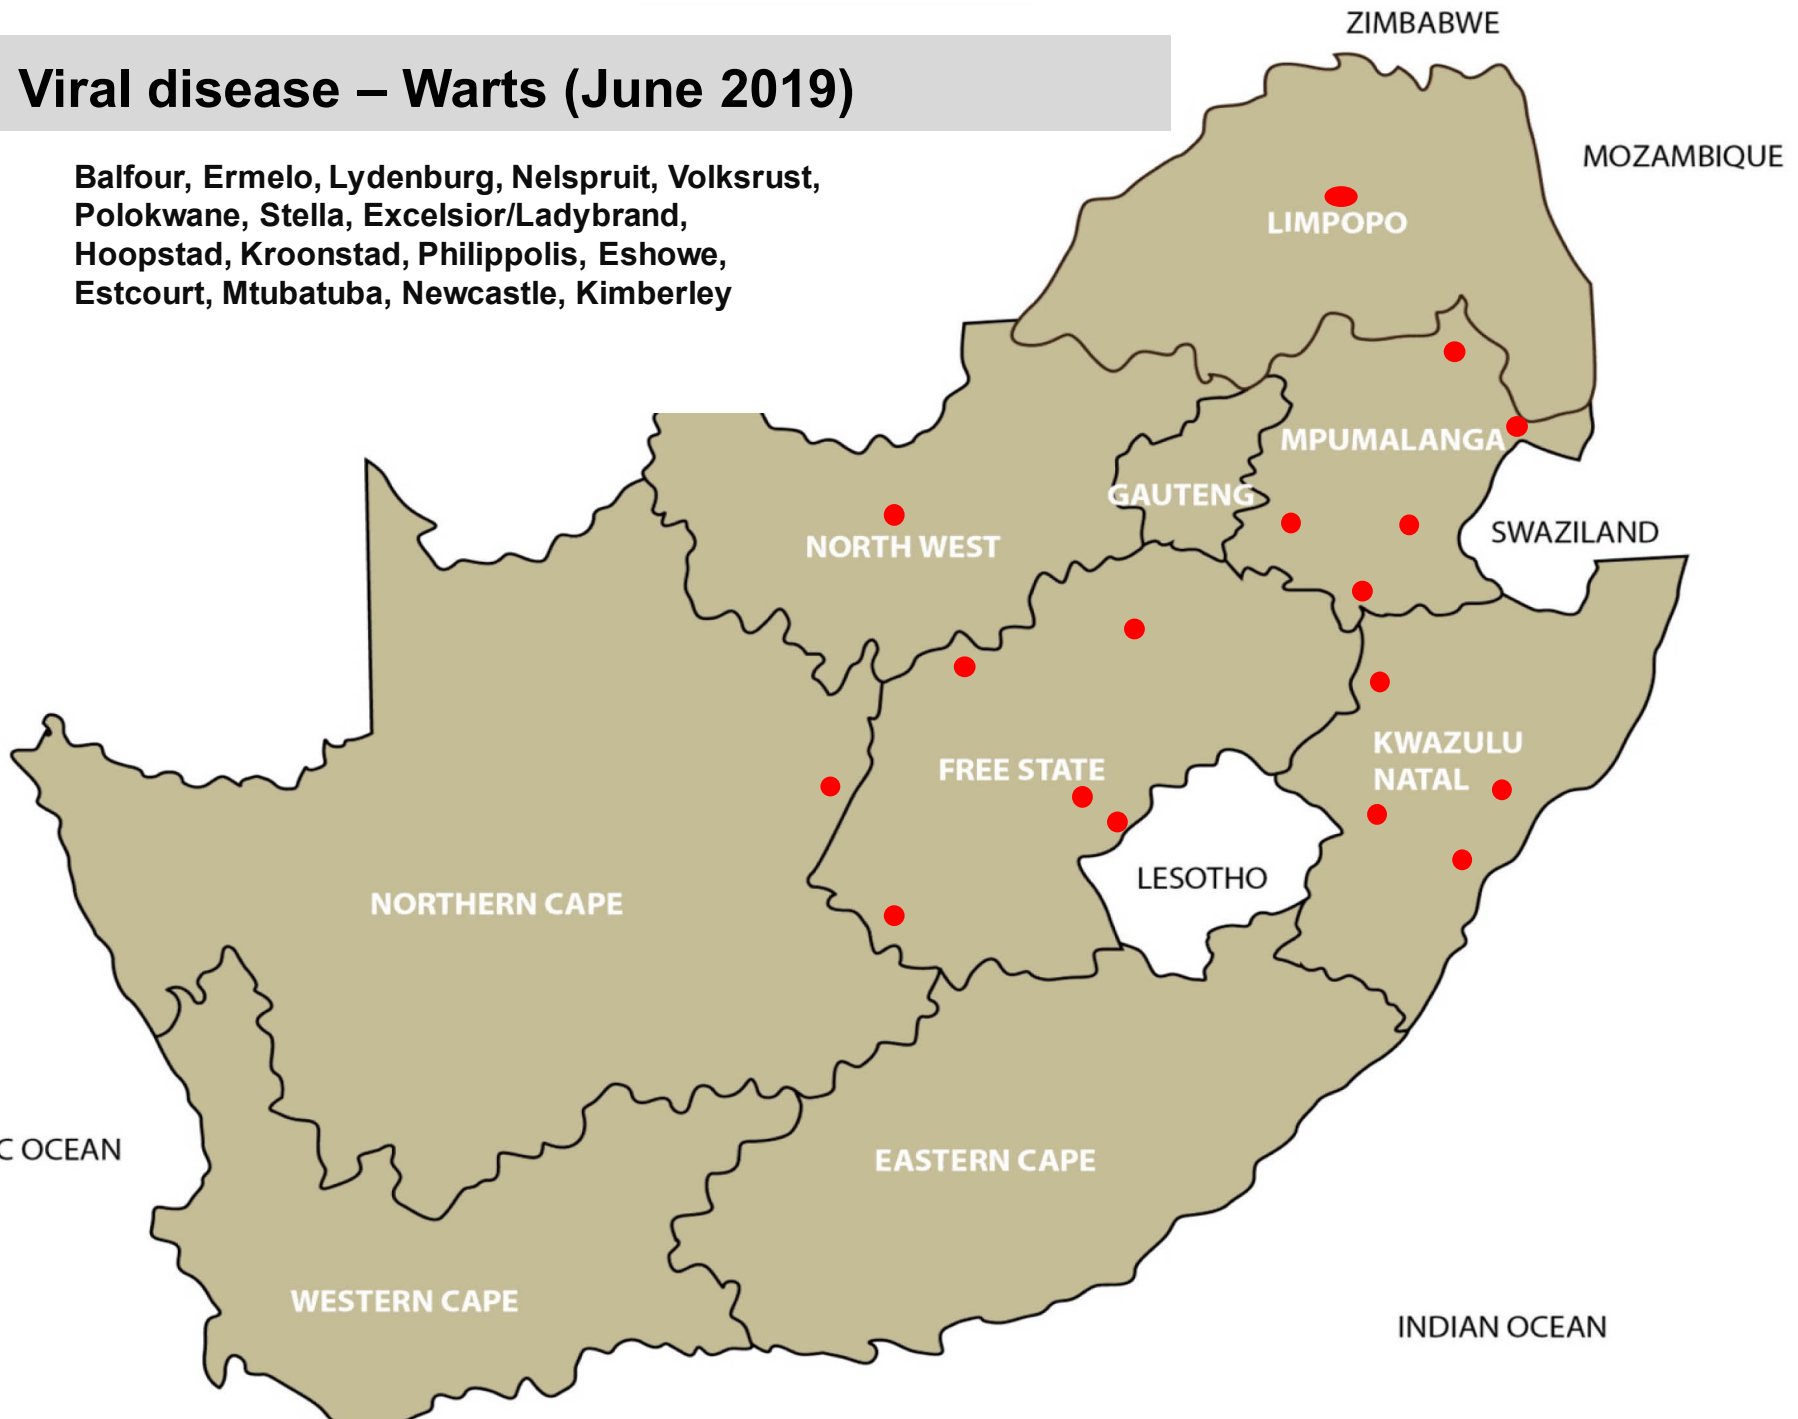 ZIMBABWE
Viral disease – Warts (June 2019)
MOZAMBIQUE
Balfour, Ermelo, Lydenburg, Nelspruit, Volksrust,
Polokwane, Stella, Excelsior/Ladybrand,
Hoopstad, Kroonstad, Philippolis, Eshowe,
Estcourt, Mtubatuba, Newcastle, Kimberley
LIMPOPO
MPUMALANGA
GAUTENG
SWAZILAND
NORTH WEST
KWAZULU
NATAL
FREE STATE
LESOTHO
NORTHERN CAPE
C OCEAN
EASTERN CAPE
WESTERN CAPE
INDIAN OCEAN